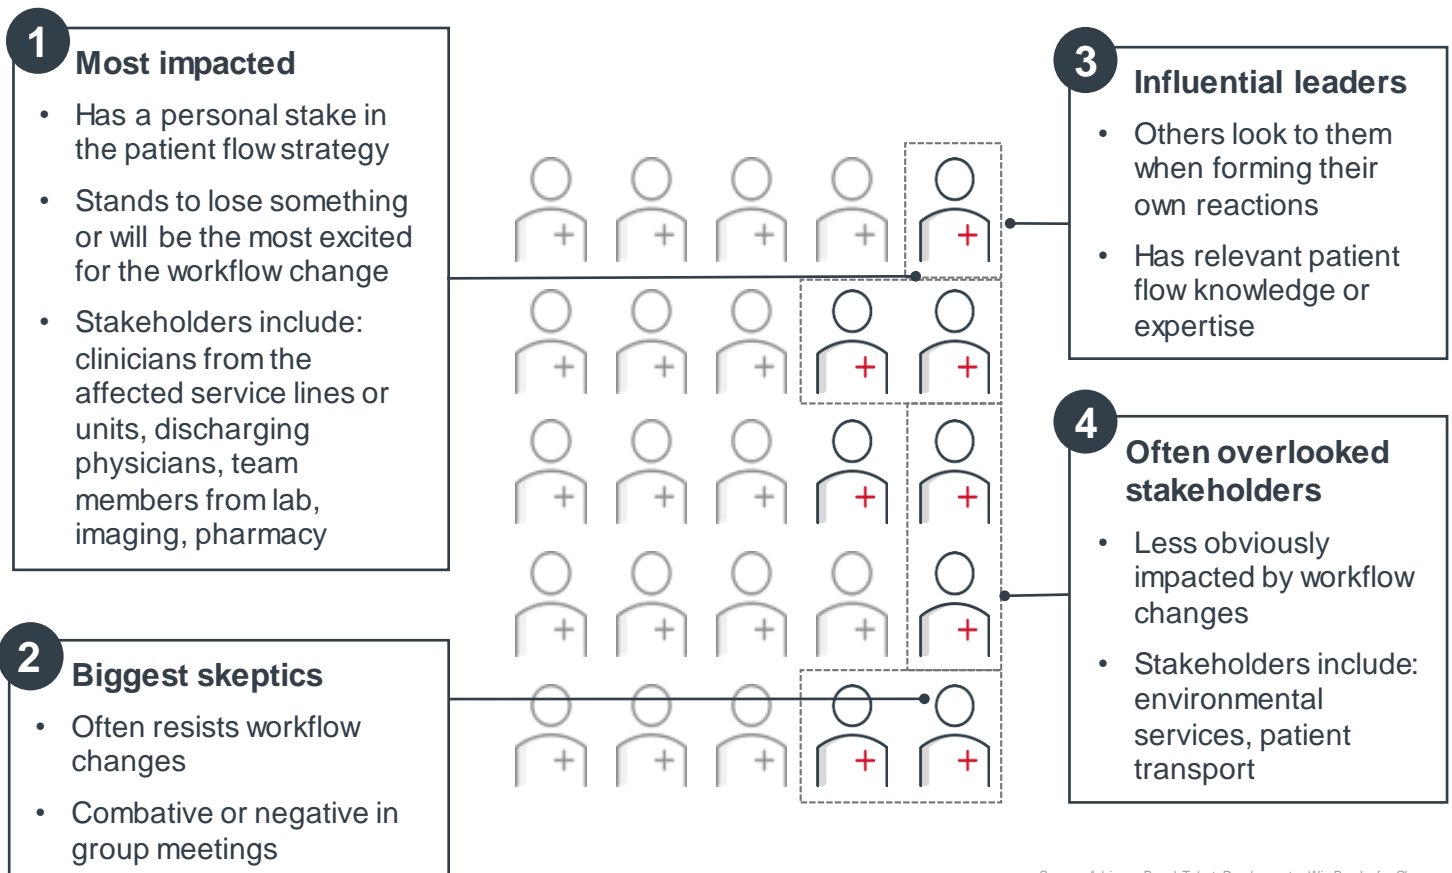 1
Most impacted
• Has a personal stake in
the patient flow strategy
• Stands to lose something
or will be the most excited
for the workflow change
• Stakeholders include:
clinicians from the
affected service lines or
units, discharging
physicians, team
members from lab,
imaging, pharmacy
2
Biggest skeptics
• Often resists workflow
changes
• Combative or negative in
group meetings
3
Influential leaders
• Others look to them
when forming their
own reactions
• Has relevant patient
flow knowledge or
expertise
4
Often overlooked
stakeholders
• Less obviously
impacted by workflow
changes
• Stakeholders include:
environmental
services, patient
transport